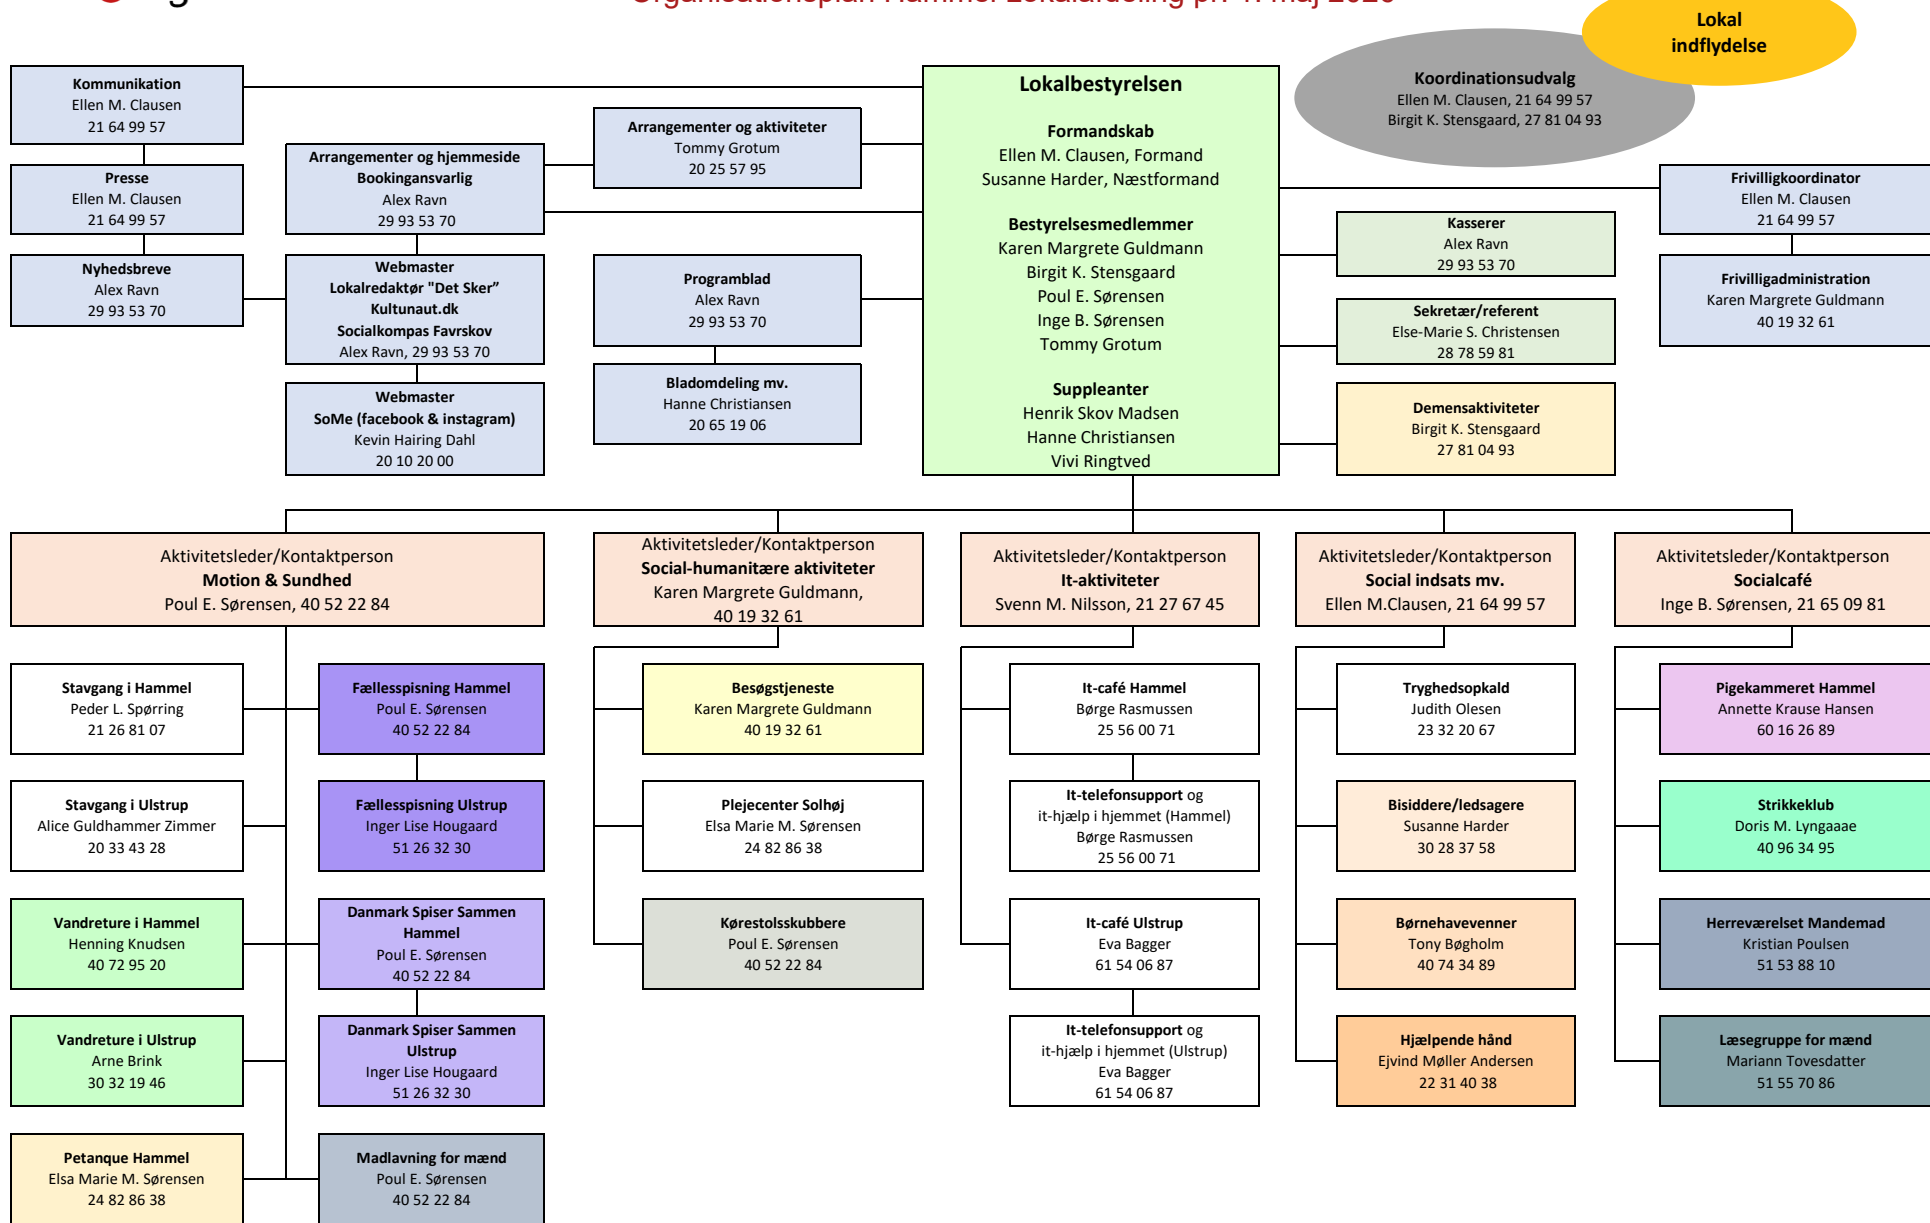 Organisationsplan Hammel Lokalafdeling pr. 1. maj 2026
Lokal
indflydelse
Koordinationsudvalg
Ellen M. Clausen, 21 64 99 57
Birgit K. Stensgaard, 27 81 04 93
Kommunikation
Ellen M. Clausen
21 64 99 57
Presse
Ellen M. Clausen
21 64 99 57
Nyhedsbreve
Alex Ravn
29 93 53 70
Arrangementer og hjemmeside
Bookingansvarlig
Alex Ravn
29 93 53 70
Webmaster
Lokalredaktør "Det Sker”
Kultunaut.dk
Socialkompas Favrskov
Alex Ravn, 29 93 53 70
Webmaster
SoMe (facebook & instagram)
Kevin Hairing Dahl
20 10 20 00
Arrangementer og aktiviteter
Tommy Grotum
20 25 57 95
Programblad
Alex Ravn
29 93 53 70
Bladomdeling mv.
Hanne Christiansen
20 65 19 06
Lokalbestyrelsen
Formandskab
Ellen M. Clausen, Formand
Susanne Harder, Næstformand
Bestyrelsesmedlemmer
Karen Margrete Guldmann
Birgit K. Stensgaard
Poul E. Sørensen
Inge B. Sørensen
Tommy Grotum
Suppleanter
Henrik Skov Madsen
Hanne Christiansen
Vivi Ringtved
Kasserer
Alex Ravn
29 93 53 70
Sekretær/referent
Else-Marie S. Christensen
28 78 59 81
Demensaktiviteter
Birgit K. Stensgaard
27 81 04 93
Frivilligkoordinator
Ellen M. Clausen
21 64 99 57
Frivilligadministration
Karen Margrete Guldmann
40 19 32 61
Aktivitetsleder/Kontaktperson
Motion & Sundhed
Poul E. Sørensen, 40 52 22 84
Stavgang i Hammel
Peder L. Spørring
21 26 81 07
Stavgang i Ulstrup
Alice Guldhammer Zimmer
20 33 43 28
Vandreture i Hammel
Henning Knudsen
40 72 95 20
Vandreture i Ulstrup
Arne Brink
30 32 19 46
Petanque Hammel
Elsa Marie M. Sørensen
24 82 86 38
Fællesspisning Hammel
Poul E. Sørensen
40 52 22 84
Fællesspisning Ulstrup
Inger Lise Hougaard
51 26 32 30
Danmark Spiser Sammen
Hammel
Poul E. Sørensen
40 52 22 84
Danmark Spiser Sammen
Ulstrup
Inger Lise Hougaard
51 26 32 30
Madlavning for mænd
Poul E. Sørensen
40 52 22 84
Aktivitetsleder/Kontaktperson
Social-humanitære aktiviteter
Karen Margrete Guldmann,
40 19 32 61
Besøgstjeneste
Karen Margrete Guldmann
40 19 32 61
Plejecenter Solhøj
Elsa Marie M. Sørensen
24 82 86 38
Kørestolsskubbere
Poul E. Sørensen
40 52 22 84
Aktivitetsleder/Kontaktperson
It-aktiviteter
Svenn M. Nilsson, 21 27 67 45
It-café Hammel
Børge Rasmussen
25 56 00 71
It-telefonsupport og
it-hjælp i hjemmet (Hammel)
Børge Rasmussen
25 56 00 71
It-café Ulstrup
Eva Bagger
61 54 06 87
It-telefonsupport og
it-hjælp i hjemmet (Ulstrup)
Eva Bagger
61 54 06 87
Aktivitetsleder/Kontaktperson
Social indsats mv.
Ellen M.Clausen, 21 64 99 57
Tryghedsopkald
Judith Olesen
23 32 20 67
Bisiddere/ledsagere
Susanne Harder
30 28 37 58
Børnehavevenner
Tony Bøgholm
40 74 34 89
Hjælpende hånd
Ejvind Møller Andersen
22 31 40 38
Aktivitetsleder/Kontaktperson
Socialcafé
Inge B. Sørensen, 21 65 09 81
Pigekammeret Hammel
Annette Krause Hansen
60 16 26 89
Strikkeklub
Doris M. Lyngaaae
40 96 34 95
Herreværelset Mandemad
Kristian Poulsen
51 53 88 10
Læsegruppe for mænd
Mariann Tovesdatter
51 55 70 86